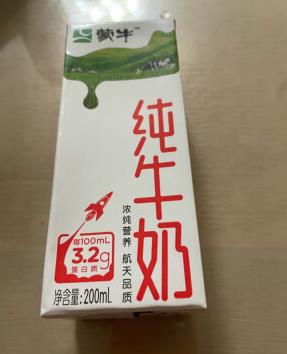 蒙牛
纯牛奶
浓纯营养 航天品质
每100mL
3.2g
蛋白质
净含量:200mL